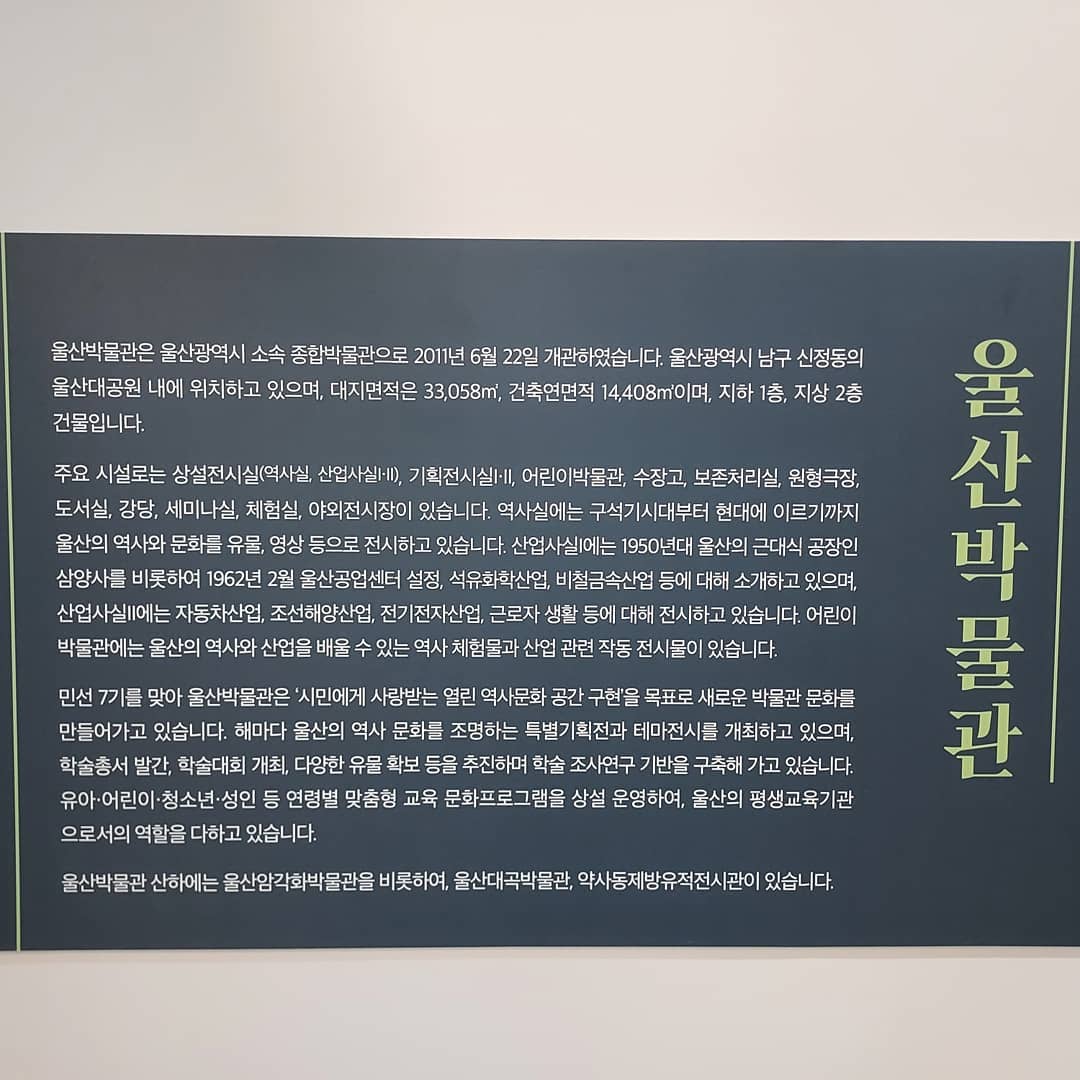 울산박물관
울산박물관은 울산광역시 소속 종합박물관으로 2011년 6월 22일 개관하였습니다. 울산광역시 남구 신정동의
울산대공원 내에 위치하고 있으며, 대지면적은 33,058㎡, 건축연면적 14,408㎡이며, 지하 1층, 지상 2층
건물입니다.
주요 시설로는 상설전시실(역사실, 산업사실Ⅰ·Ⅱ), 기획전시실Ⅰ·Ⅱ, 어린이박물관, 수장고, 보존처리실, 원형극장,
도서실, 강당, 세미나실, 체험실, 야외전시장이 있습니다. 역사실에는 구석기시대부터 현대에 이르기까지
울산의 역사와 문화를 유물, 영상 등으로 전시하고 있습니다. 산업사실Ⅰ에는 1950년대 울산의 근대식 공장인
삼양사를 비롯하여 1962년 2월 울산공업센터 설정, 석유화학산업, 비철금속산업 등에 대해 소개하고 있으며,
산업사실Ⅱ에는 자동차산업, 조선해양산업, 전기전자산업, 근로자 생활 등에 대해 전시하고 있습니다. 어린이
박물관에는 울산의 역사와 산업을 배울 수 있는 역사 체험물과 산업 관련 작동 전시물이 있습니다.
민선 7기를 맞아 울산박물관은 ‘시민에게 사랑받는 열린 역사문화 공간 구현’을 목표로 새로운 박물관 문화를
만들어가고 있습니다. 해마다 울산의 역사 문화를 조명하는 특별기획전과 테마전시를 개최하고 있으며,
학술총서 발간, 학술대회 개최, 다양한 유물 확보 등을 추진하며 학술 조사연구 기반을 구축해 가고 있습니다.
유아·어린이·청소년·성인 등 연령별 맞춤형 교육 문화프로그램을 상설 운영하여, 울산의 평생교육기관
으로서의 역할을 다하고 있습니다.
울산박물관 산하에는 울산암각화박물관을 비롯하여, 울산대곡박물관, 약사동제방유적전시관이 있습니다.